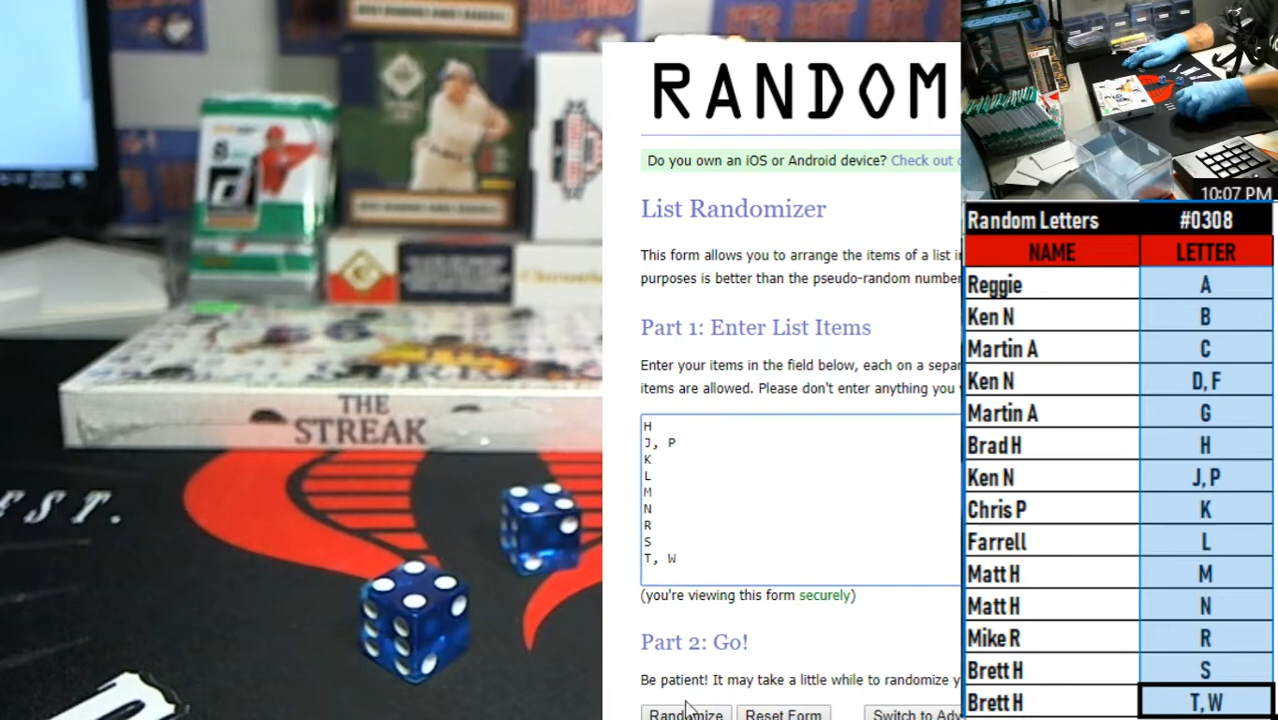 THE
STREAK
EST.
RANDOM
Do you own an iOS or Android device? Check out
List Randomizer
This form allows you to arrange the items of a list i
purposes is better than the pseudo-random number
Part 1: Enter List Items
Enter your items in the field below, each on a separ
items are allowed. Please don't enter anything you
H
J, P
K
L
M
N
R
S
T, W
(you're viewing this form securely)
Part 2: Go!
Be patient! It may take a little while to randomize y
Randomize Reset Form Switch to Adv
10:07 PM
Random Letters #0308
NAME LETTER
Reggie A
Ken N B
Martin A C
Ken N D, F
Martin A G
Brad H H
Ken N J, P
Chris P K
Farrell L
Matt H M
Matt H N
Mike R R
Brett H S
Brett H T, W